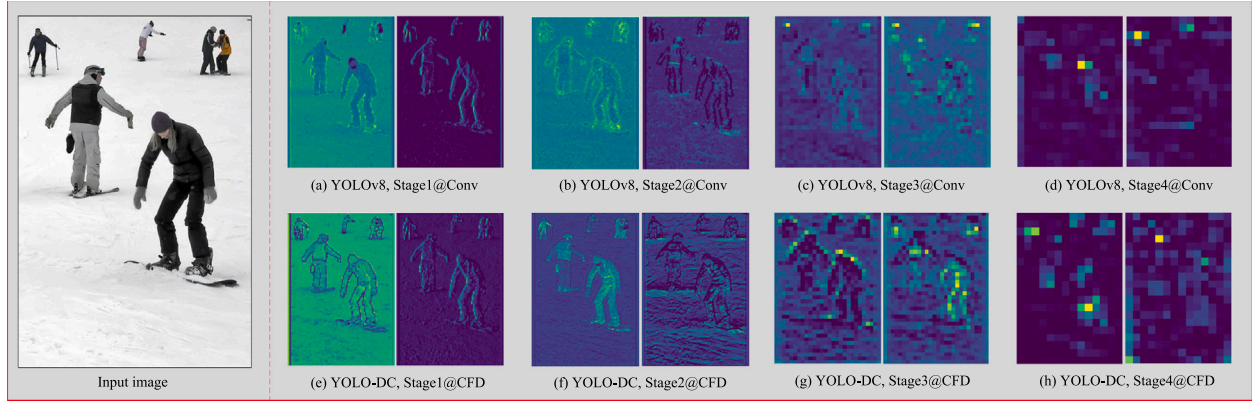 (a) YOLOv8, Stage1@Conv
(b) YOLOv8, Stage2@Conv
(c) YOLOv8, Stage3@Conv
(d) YOLOv8, Stage4@Conv
Input image
(e) YOLO-DC, Stage1@CFD
(f) YOLO-DC, Stage2@CFD
(g) YOLO-DC, Stage3@CFD
(h) YOLO-DC, Stage4@CFD